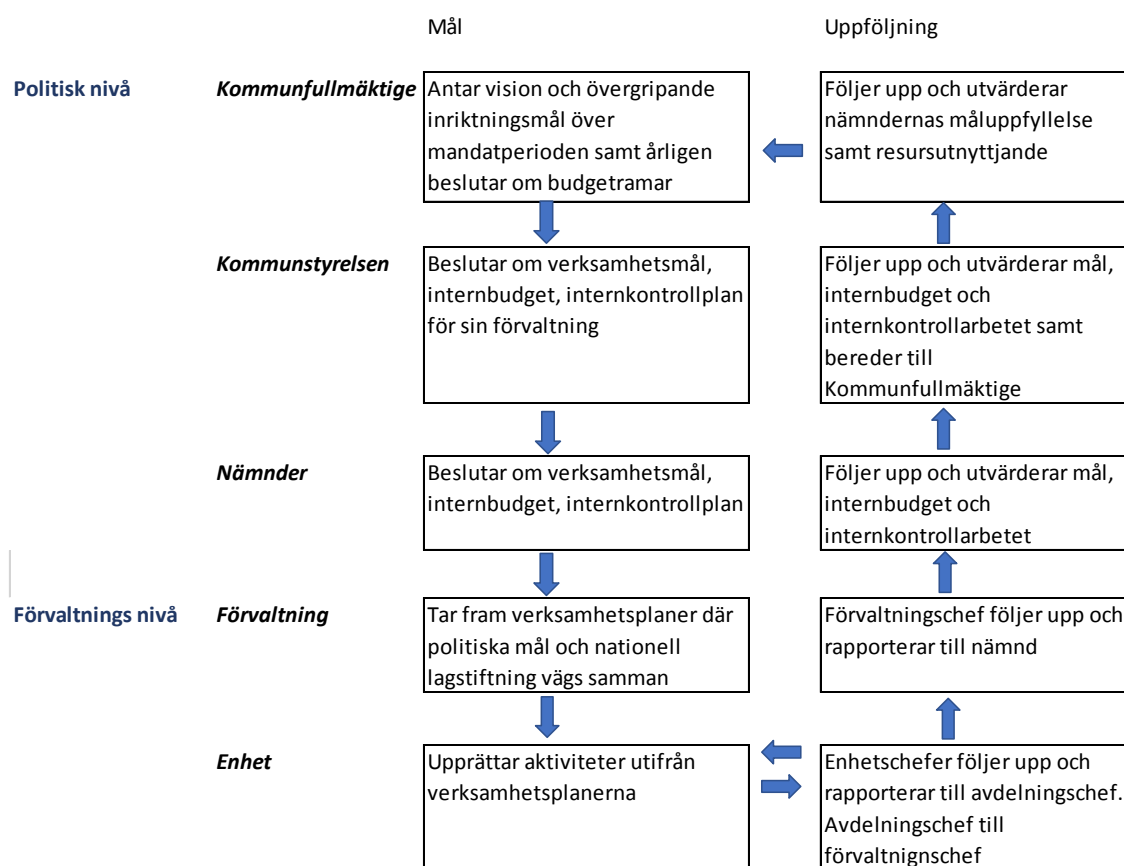 Mål
Uppföljning
Politisk nivå
Kommunfullmäktige
Antar vision och övergripande
inriktningsmål över
mandatperioden samt årligen
beslutar om budgetramar
Följer upp och utvärderar
nämndernas måluppfyllelse
samt resursutnyttjande
Kommunstyrelsen
Beslutar om verksamhetsmål,
internbudget, internkontrollplan
för sin förvaltning
Följer upp och utvärderar mål,
internbudget och
internkontrollarbetet samt
bereder till
Kommunfullmäktige
Nämnder
Beslutar om verksamhetsmål,
internbudget, internkontrollplan
Följer upp och utvärderar mål,
internbudget och
internkontrollarbetet
Förvaltnings nivå
Förvaltning
Tar fram verksamhetsplaner där
politiska mål och nationell
lagstiftning vägs samman
Förvaltningschef följer upp och
rapporterar till nämnd
Enhet
Upprättar aktiviteter utifrån
verksamhetsplanerna
Enhetschefer följer upp och
rapporterar till avdelningschef.
Avdelningschef till
förvaltnignschef